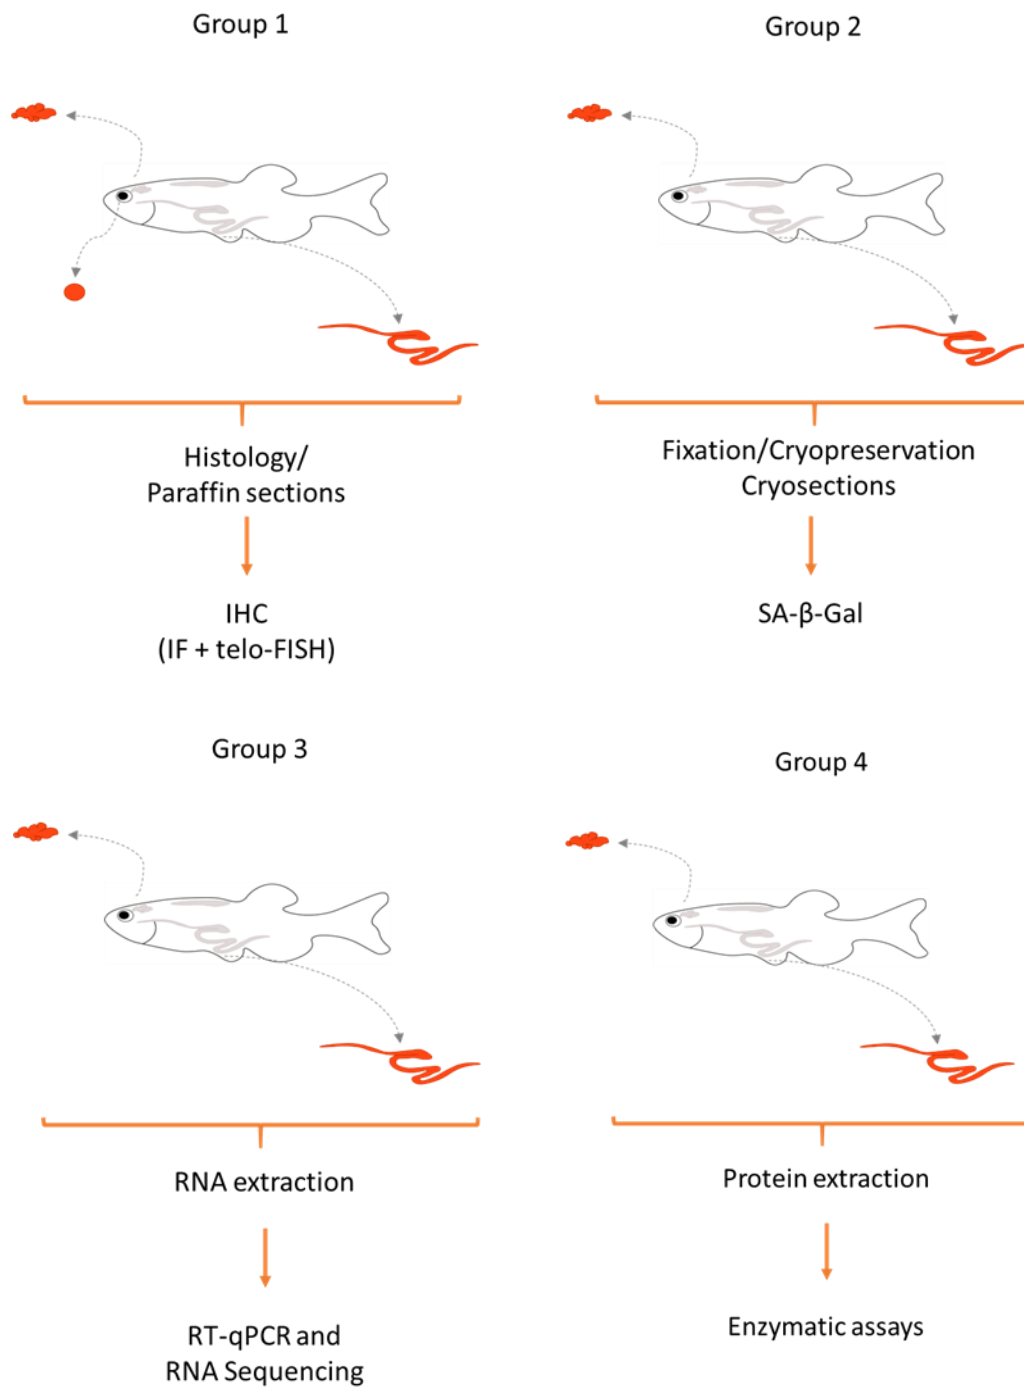 Group 1
Group 2
Histology/
Paraffin sections
Fixation/Cryopreservation
Cryosections
IHC
(IF + telo-FISH)
SA-β-Gal
Group 3
Group 4
RNA extraction
Protein extraction
RT-qPCR and
RNA Sequencing
Enzymatic assays